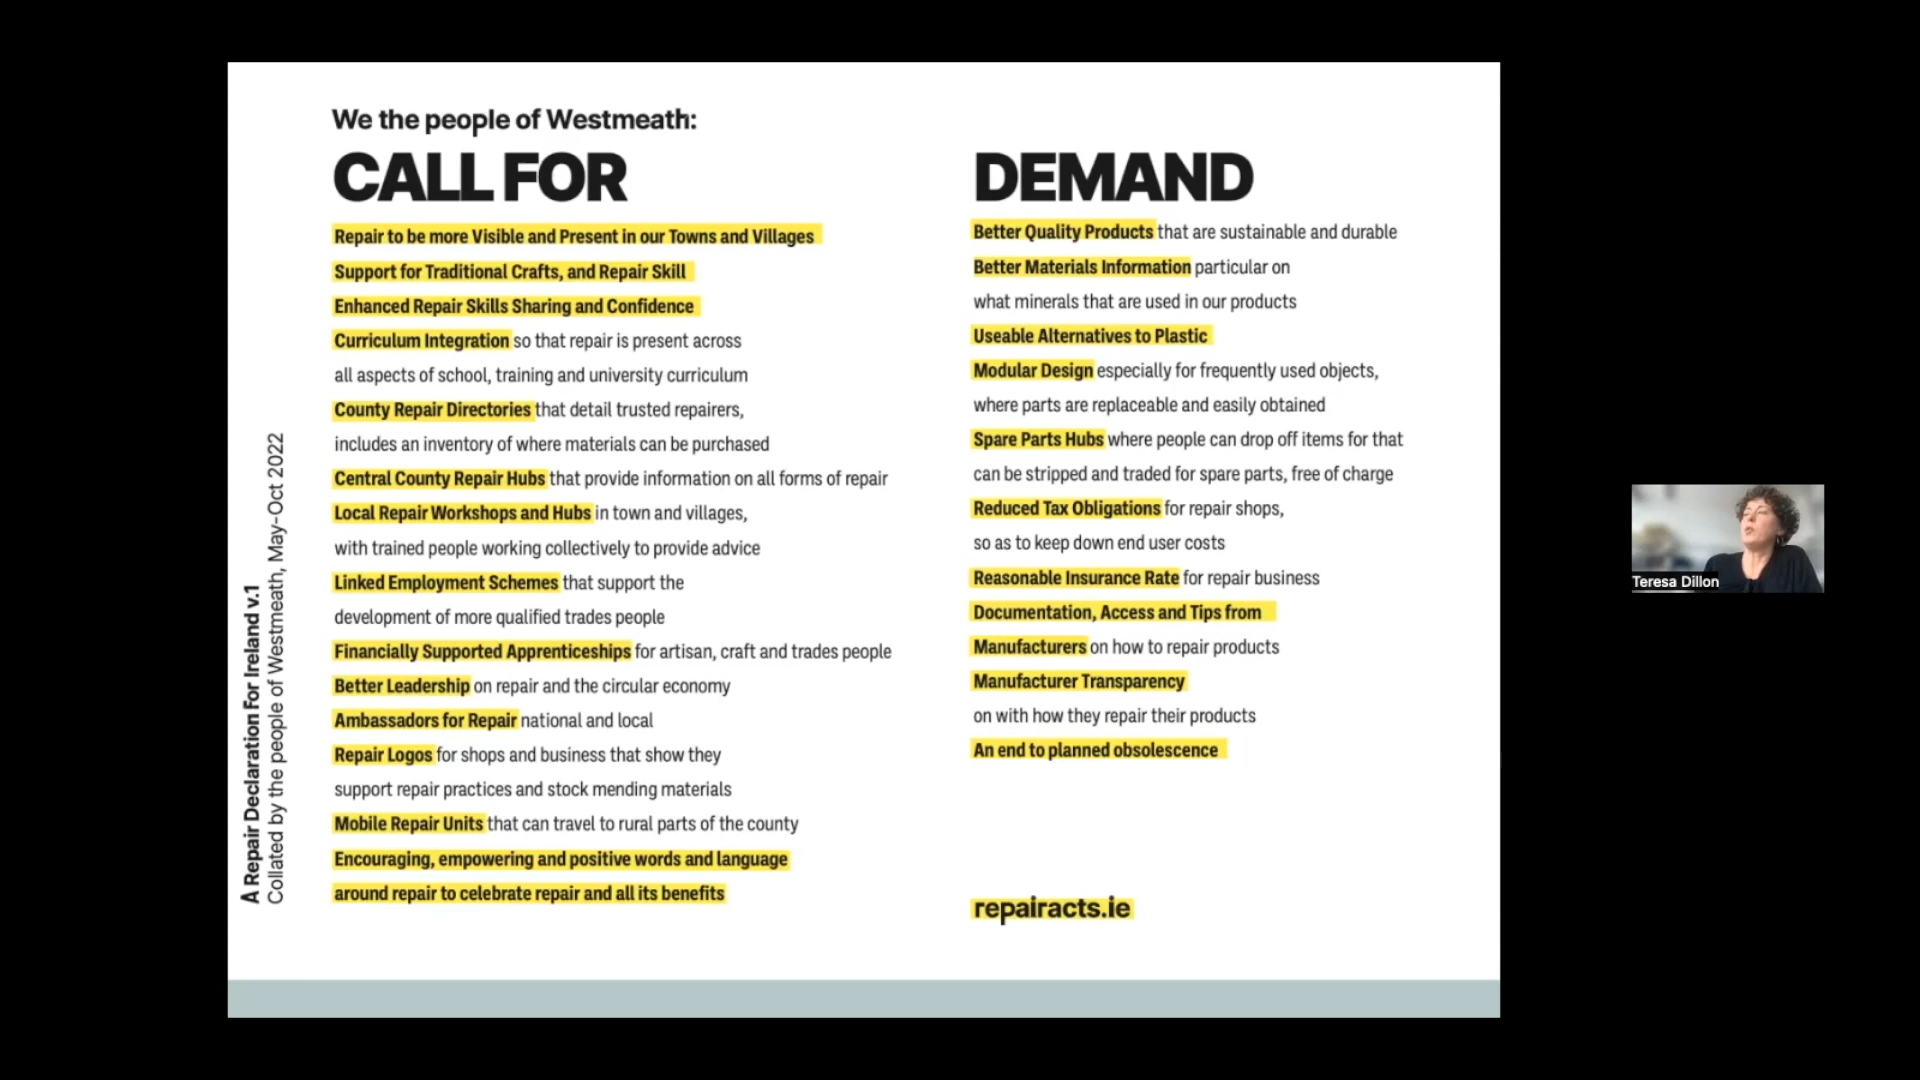 We the people of Westmeath:
CALL FOR
Repair to be more Visible and Present in our Towns and Villages
Support for Traditional Crafts, and Repair Skill
Enhanced Repair Skills Sharing and Confidence
Curriculum Integration so that repair is present across
all aspects of school, training and university curriculum
County Repair Directories that detail trusted repairers,
includes an inventory of where materials can be purchased
Central County Repair Hubs that provide information on all forms of repair
Local Repair Workshops and Hubs in town and villages,
with trained people working collectively to provide advice
Linked Employment Schemes that support the
development of more qualified trades people
Financially Supported Apprenticeships for artisan, craft and trades people
Better Leadership on repair and the circular economy
Ambassadors for Repair national and local
Repair Logos for shops and business that show they
support repair practices and stock mending materials
Mobile Repair Units that can travel to rural parts of the county
Encouraging, empowering and positive words and language
around repair to celebrate repair and all its benefits
DEMAND
Better Quality Products that are sustainable and durable
Better Materials Information particular on
what minerals that are used in our products
Useable Alternatives to Plastic
Modular Design especially for frequently used objects,
where parts are replaceable and easily obtained
Spare Parts Hubs where people can drop off items for that
can be stripped and traded for spare parts, free of charge
Reduced Tax Obligations for repair shops,
so as to keep down end user costs
Reasonable Insurance Rate for repair business
Documentation, Access and Tips from
Manufacturers on how to repair products
Manufacturer Transparency
on with how they repair their products
An end to planned obsolescence
repairacts.ie
A Repair Declaration For Ireland v.1
Collated by the people of Westmeath, May-Oct 2022
Teresa Dillon